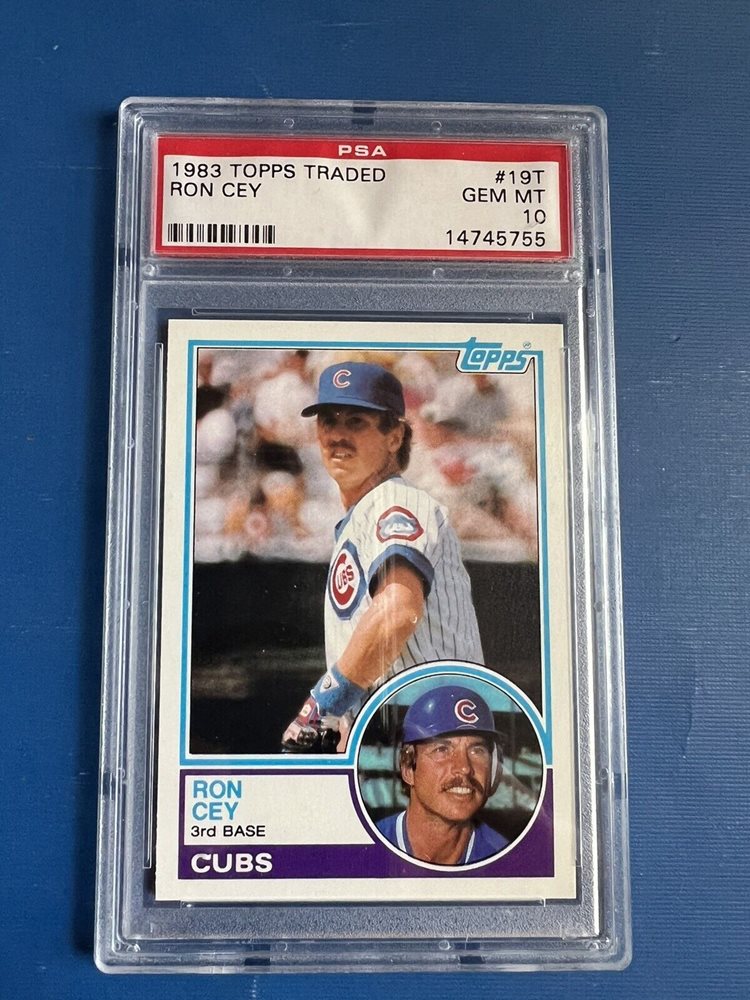 PSA
1983 TOPPS TRADED #19T
RON CEY GEM MT
10
14745755
TOPPS
C
CUBS
C
RON
CEY
3rd BASE
CUBS